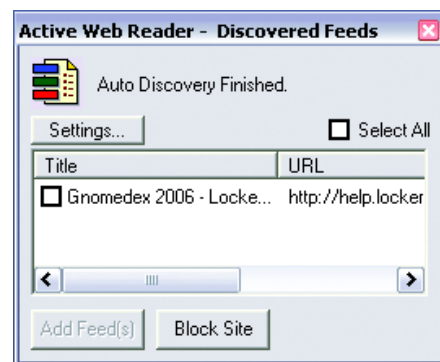 Active Web Reader - Discovered Feeds
Auto Discovery Finished.
Settings... Select All
Title URL
Gnomedex 2006 - Locke... http://help.locker
Add Feed(s) Block Site